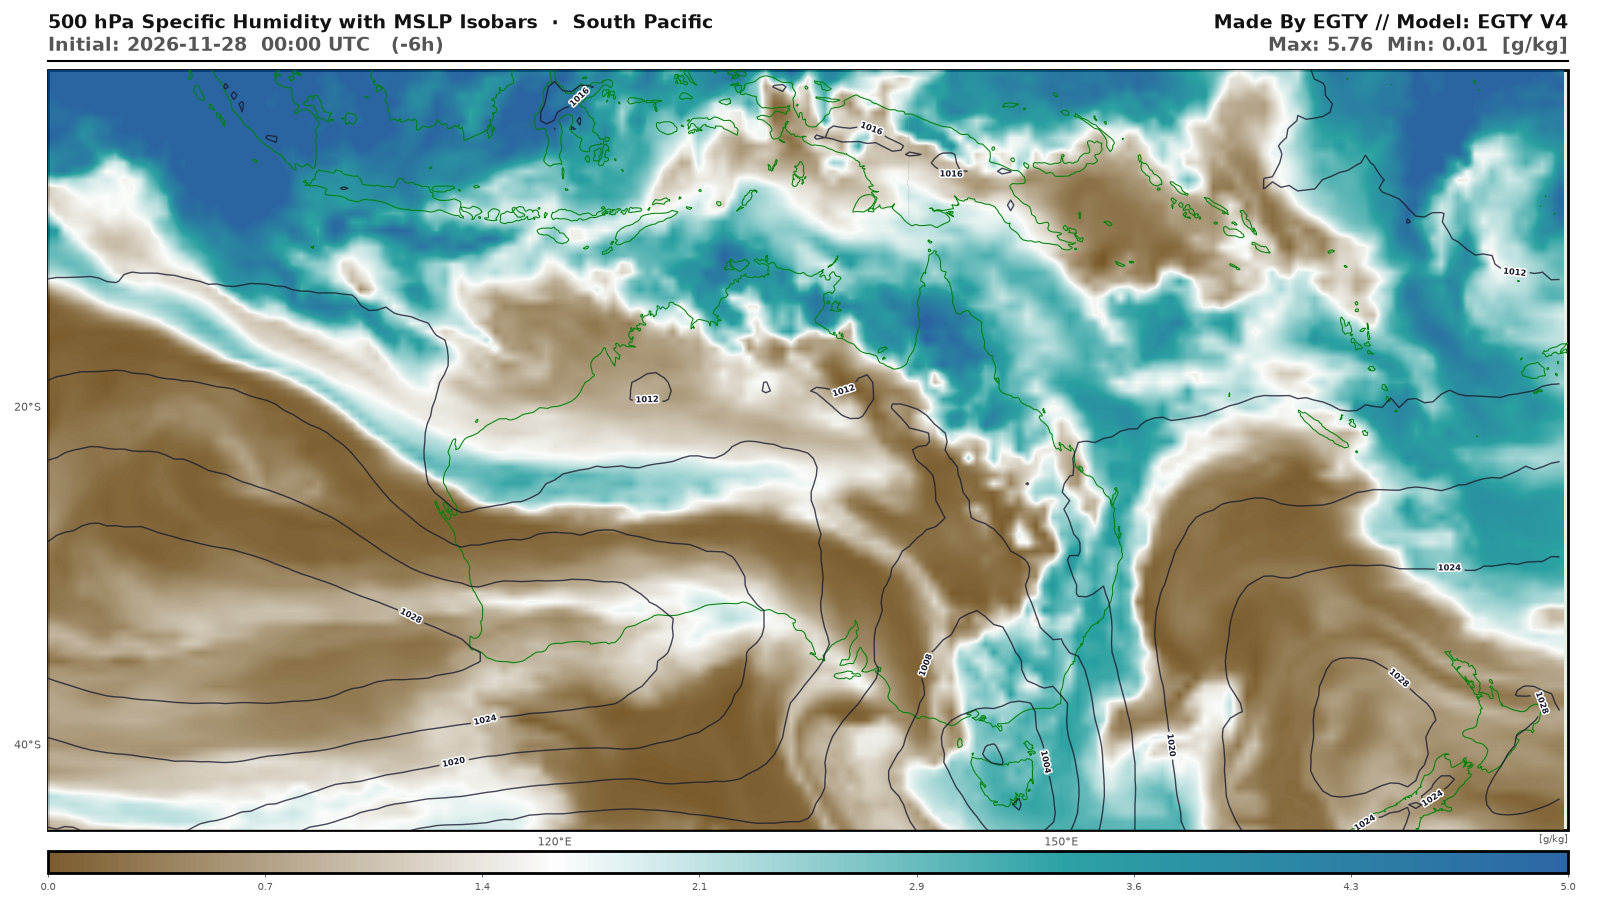 500 hPa Specific Humidity with MSLP Isobars · South Pacific
Made By EGTY // Model: EGTY V4
Initial: 2026-11-28 00:00 UTC (-6h)
Max: 5.76 Min: 0.01 [g/kg]
1016
1016
1016
1012
1012
1012
20°S
1024
1028
1008
1028
1028
1024
1020
1020
1004
40°S
1024
1024
120°E
150°E
[g/kg]
0.0
0.7
1.4
2.1
2.9
3.6
4.3
5.0